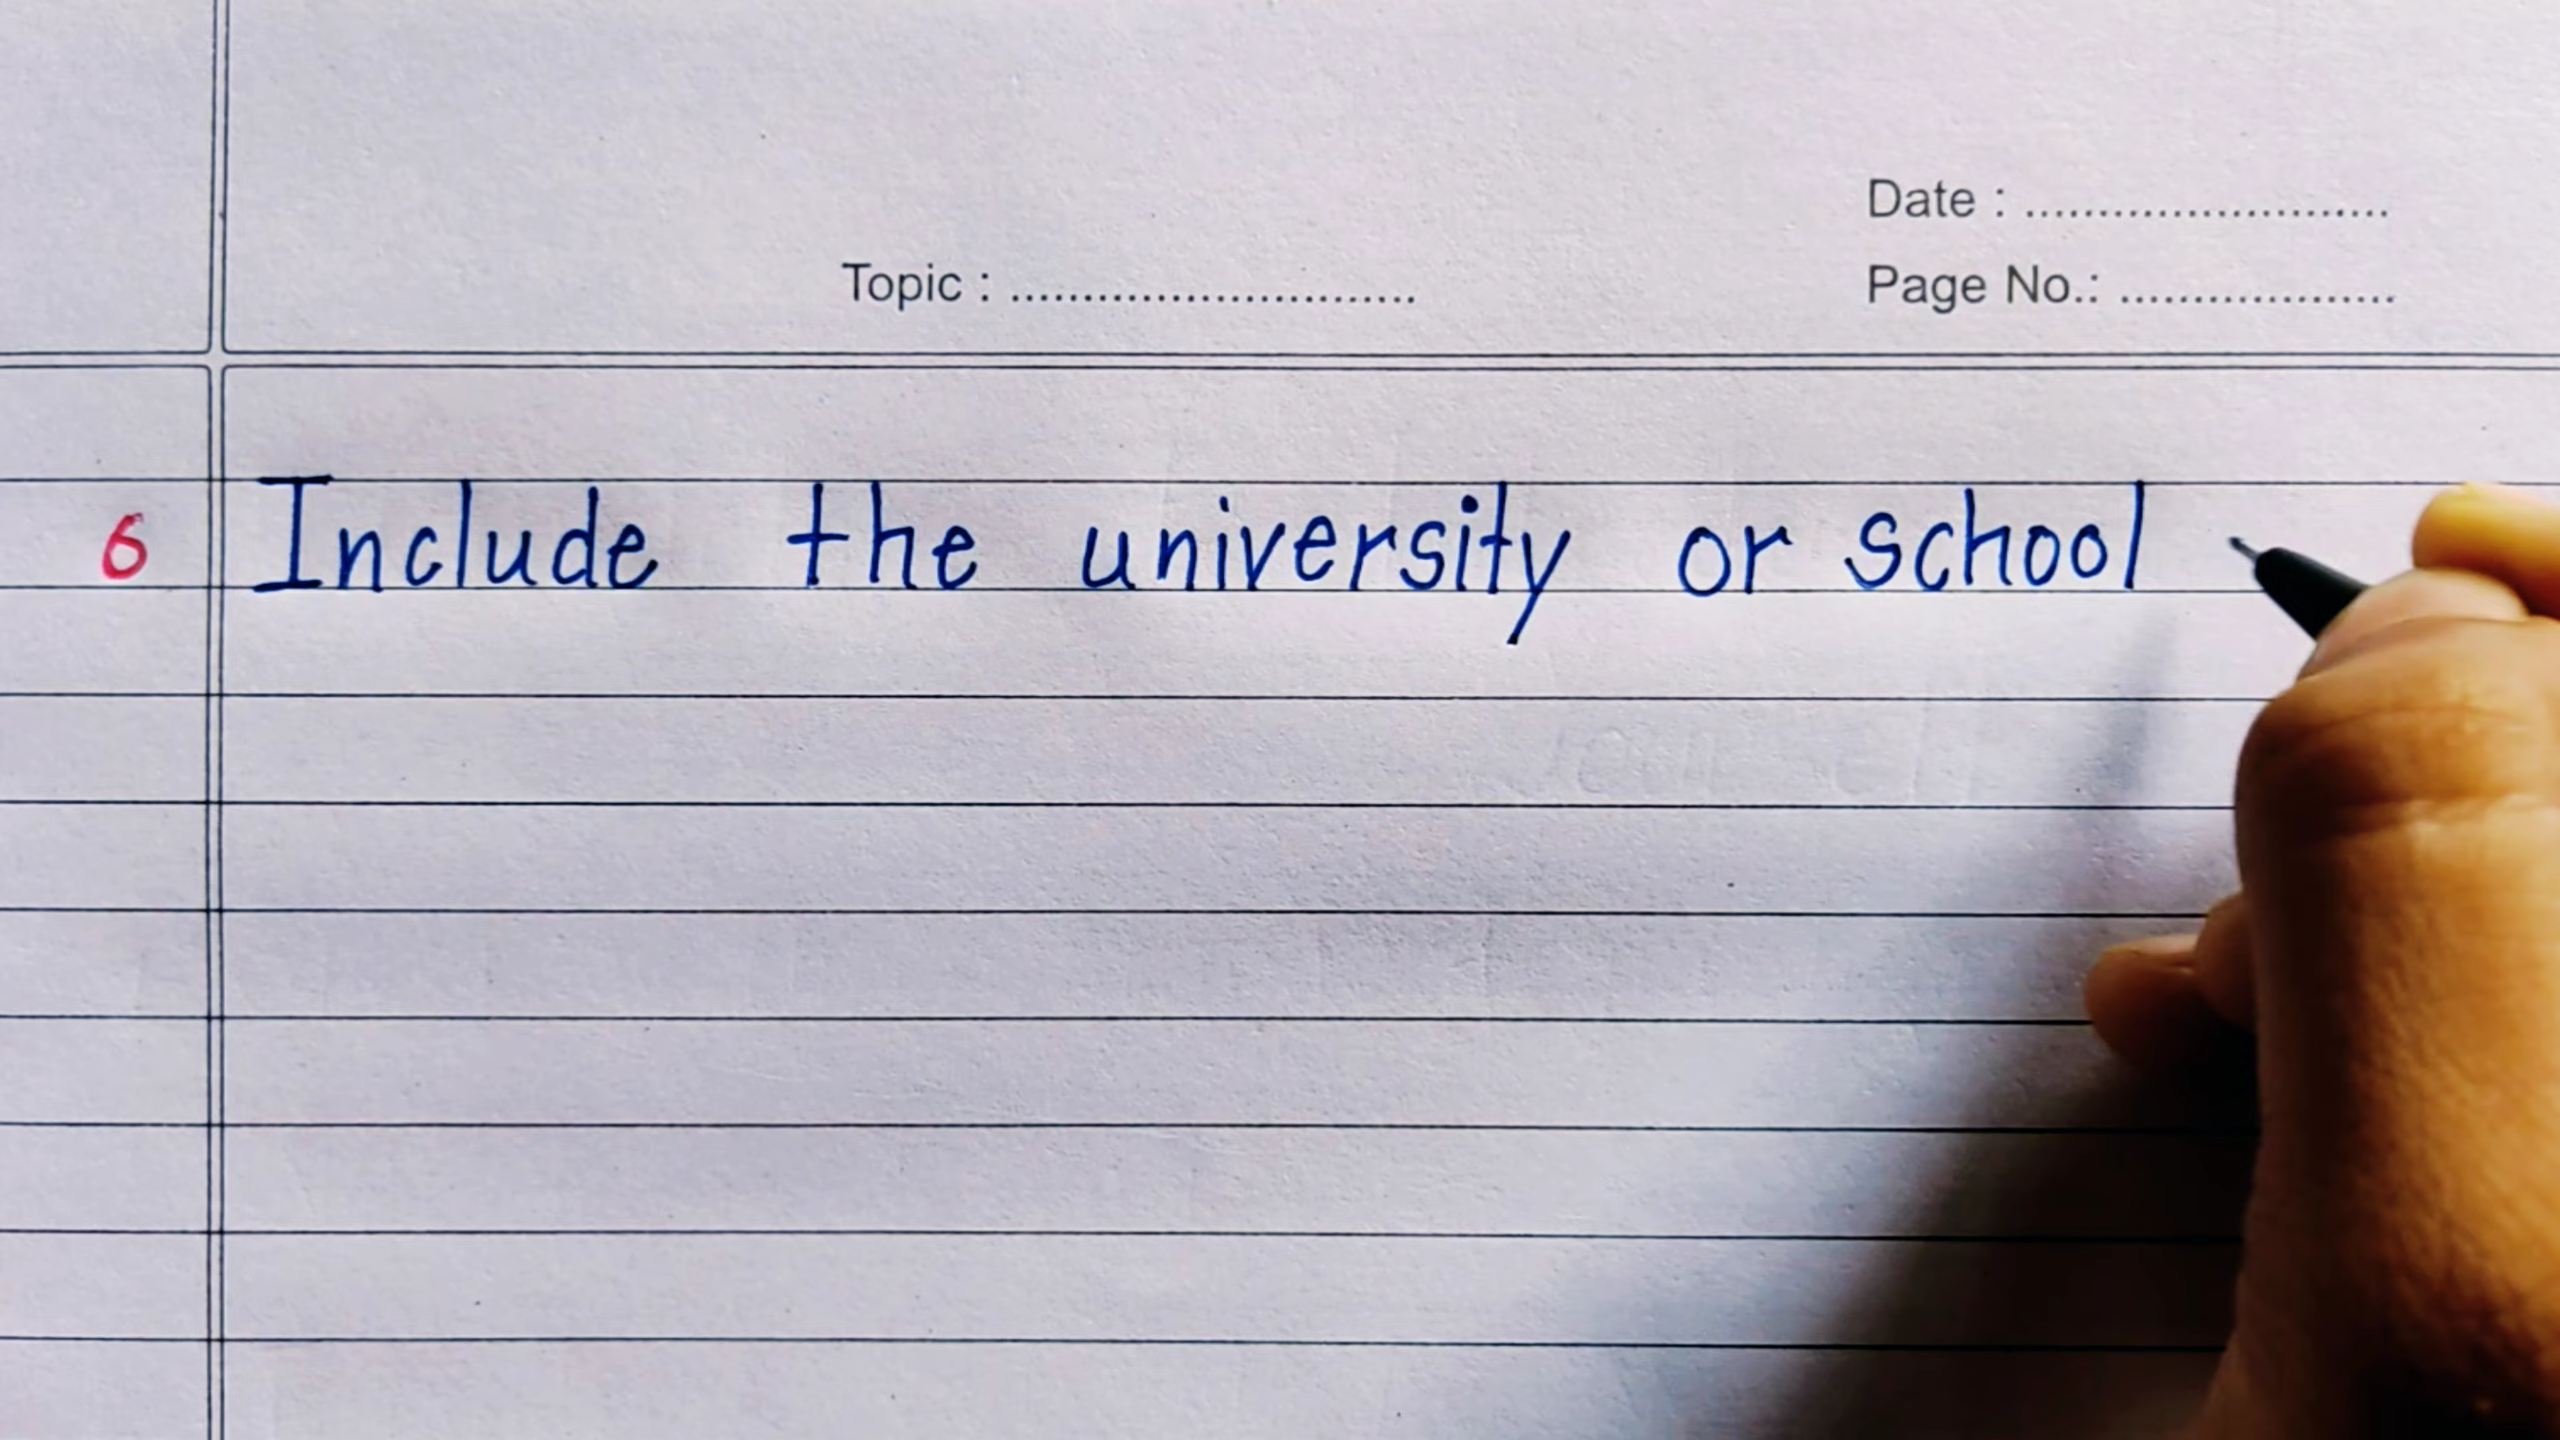 Date : .........................
Topic : ............................
Page No.: ...................
6 Include the university or school